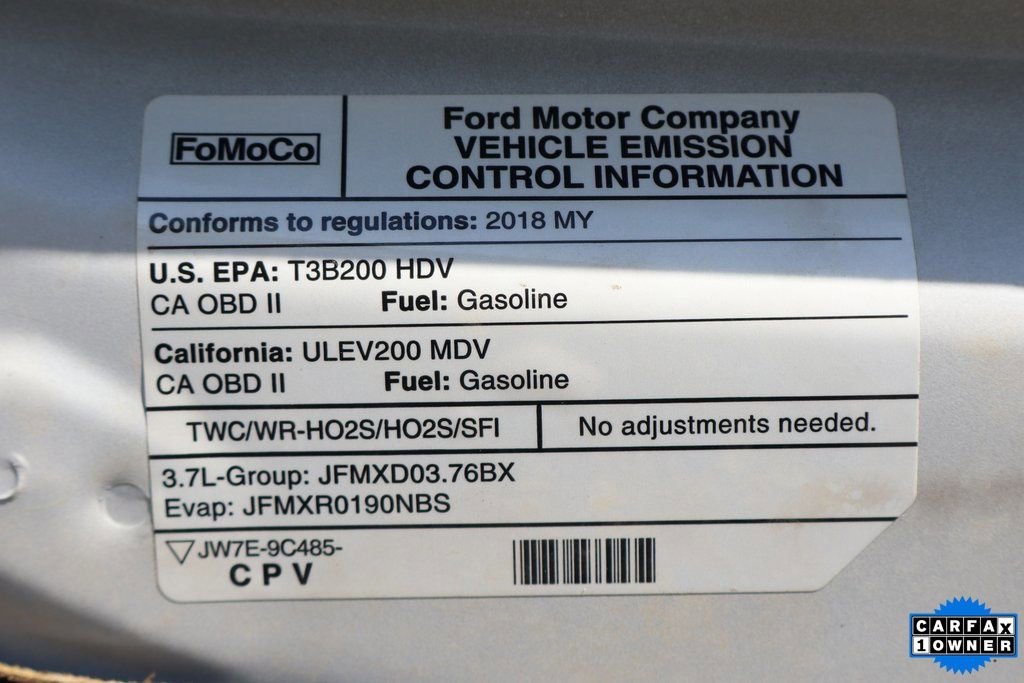 FoMoCo
Ford Motor Company
VEHICLE EMISSION
CONTROL INFORMATION
Conforms to regulations: 2018 MY
U.S. EPA: T3B200 HDV
CA OBD II Fuel: Gasoline
California: ULEV200 MDV
CA OBD II Fuel: Gasoline
TWC/WR-HO2S/HO2S/SFI
No adjustments needed.
3.7L-Group: JFMXD03.76BX
Evap: JFMXR0190NBS
JW7E-9C485-
CPV
CARFAX
1 OWNER